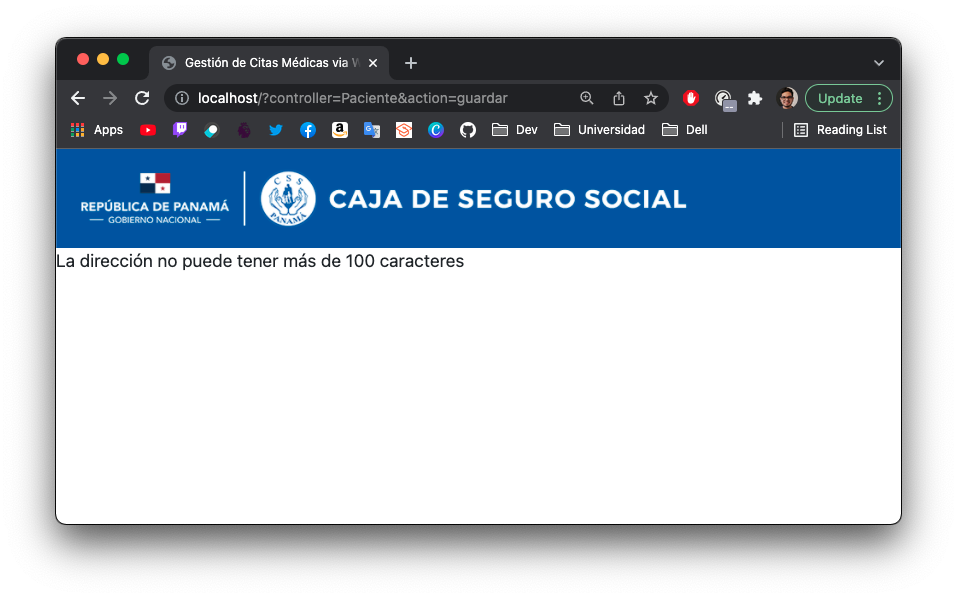 Gestión de Citas Médicas via W
localhost/?controller=Paciente&action=guardar
Update
Apps
Dev
Universidad
Dell
Reading List
REPÚBLICA DE PANAMÁ
GOBIERNO NACIONAL
CSS
PANAMÁ
CAJA DE SEGURO SOCIAL
La dirección no puede tener más de 100 caracteres